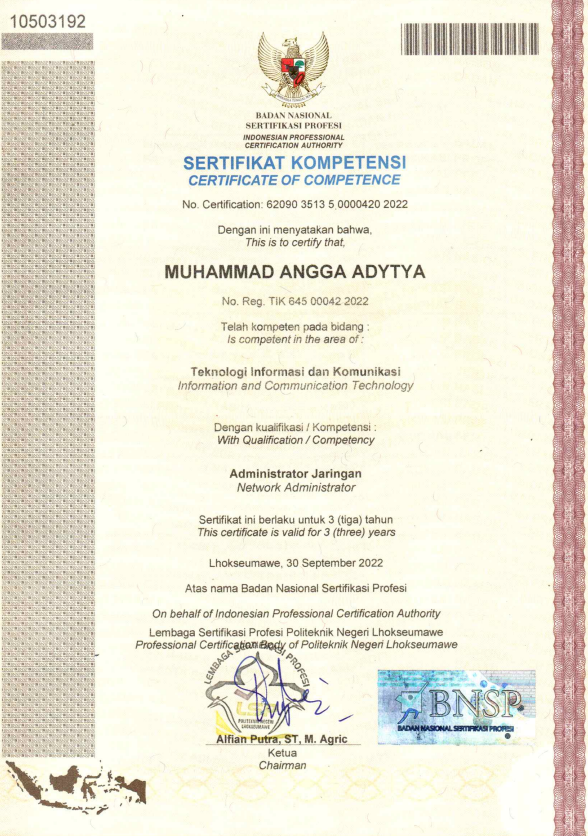 10503192
BADAN NASIONAL
SERTIFIKASI PROFESI
INDONESIAN PROFESSIONAL
CERTIFICATION AUTHORITY
SERTIFIKAT KOMPETENSI
CERTIFICATE OF COMPETENCE
No. Certification: 62090 3513 5 0000420 2022
Dengan ini menyatakan bahwa,
This is to certify that,
MUHAMMAD ANGGA ADYTYA
No. Reg. TIK 645 00042 2022
Telah kompeten pada bidang :
Is competent in the area of :
Teknologi Informasi dan Komunikasi
Information and Communication Technology
Dengan kualifikasi / Kompetensi :
With Qualification / Competency
Administrator Jaringan
Network Administrator
Sertifikat ini berlaku untuk 3 (tiga) tahun
This certificate is valid for 3 (three) years
Lhokseumawe, 30 September 2022
Atas nama Badan Nasional Sertifikasi Profesi
On behalf of Indonesian Professional Certification Authority
Lembaga Sertifikasi Profesi Politeknik Negeri Lhokseumawe
Professional Certification Body of Politeknik Negeri Lhokseumawe
LEMBAGA SERTIFIKASI PROFESI
LSP
POLITEKNIK NEGERI
LHOKSEUMAWE
BNSP
BADAN NASIONAL SERTIFIKASI PROFESI
Alfian Putra, ST, M. Agric
Ketua
Chairman